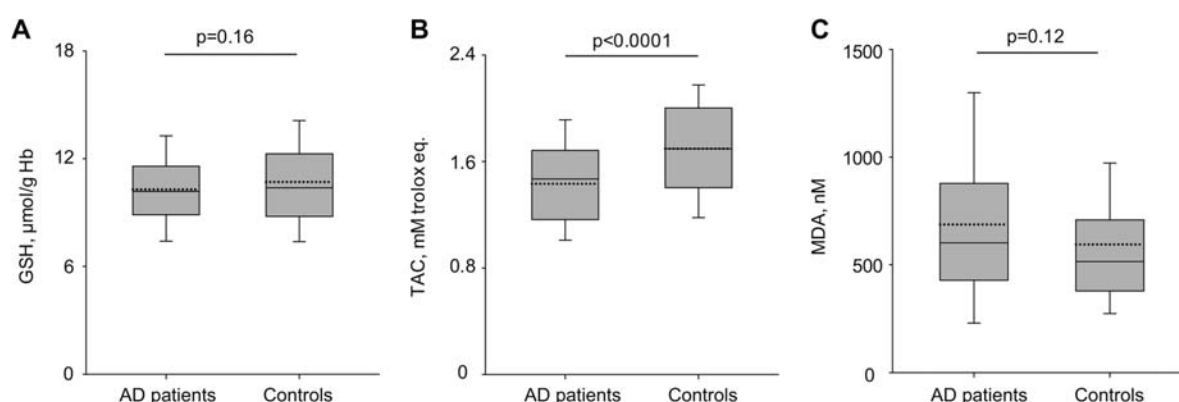 A
p=0.16
18
12
6
0
GSH, µmol/g Hb
AD patients Controls
B
p<0.0001
2.4
1.6
0.8
0
TAC, mM trolox eq.
AD patients Controls
C
p=0.12
1500
1000
500
0
MDA, nM
AD patients Controls